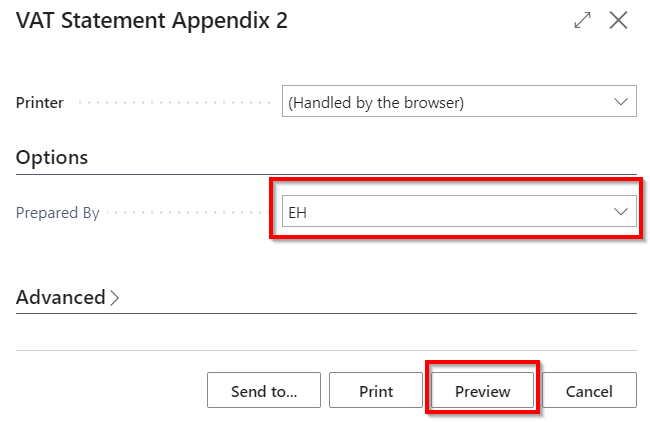 VAT Statement Appendix 2
Printer (Handled by the browser)
Options
Prepared By EH
Advanced
Send to... Print Preview Cancel